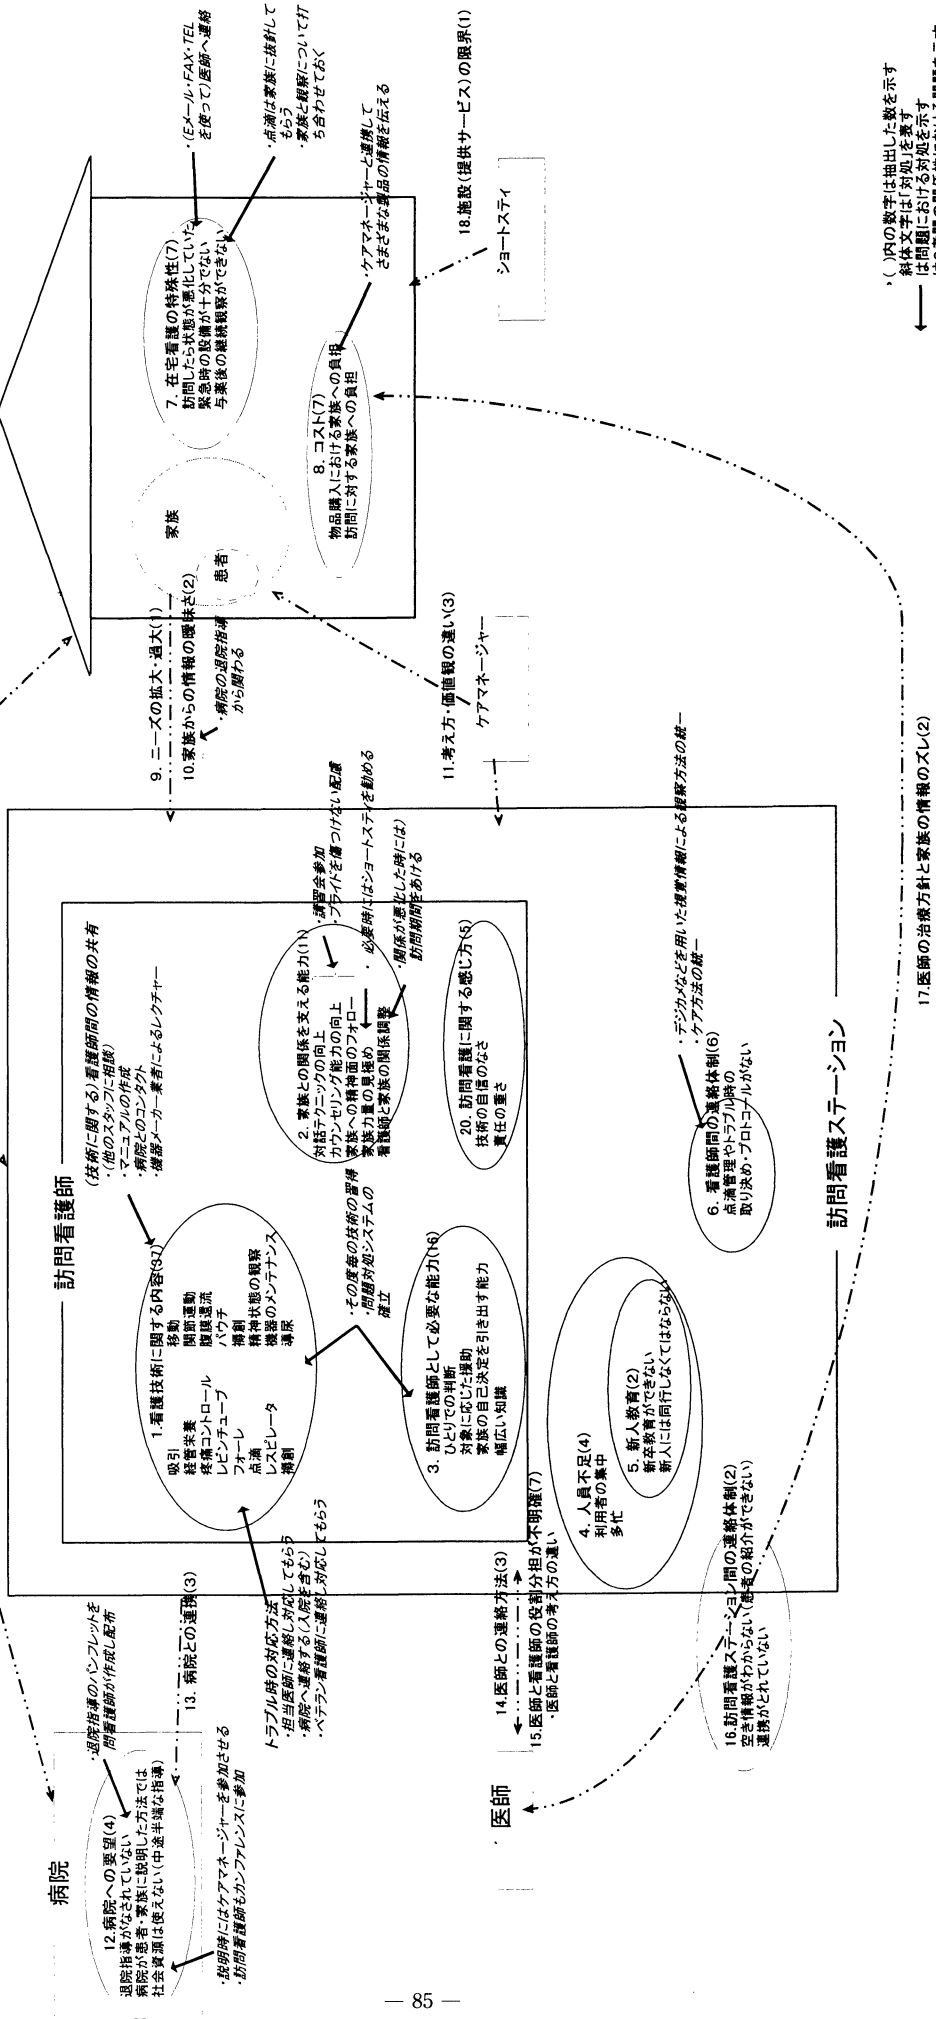 病院
12.病院への要望(4)
退院指導がなされていない
病院が患者・家族に説明した方法では
社会資源は使えない(中途半端な指導)
・退院指導のパンフレットを
問看護師が作成し配布
・説明時にはケアマネージャーを参加させる
・訪問看護師もカンファレンスに参加
13. 病院との連携(3)
トラブル時の対応方法
・担当医師に連絡し対応してもらう
・病院へ連絡する(入院を含む)
・ベテラン看護師に連絡し対応してもらう
医師
14.医師との連絡方法(3)
15.医師と看護師の役割分担が不明確(7)
・医師と看護師の考え方の違い
16.訪問看護ステーション間の連絡体制(2)
空き情報がわからない(患者の紹介ができない)
連携がとれていない
訪問看護師
1.看護技術に関する内容(37)
吸引
経管栄養
疼痛コントロール
レビンチューブ
フォーレ
点滴
レスピレータ
褥創
移動
関節運動
腹膜還流
パウチ
褥創
精神状態の観察
機器のメンテナンス
導尿
(技術に関する)看護師間の情報の共有
・(他のスタッフに相談)
・マニュアルの作成
・病院とのコンタクト
・機器メーカー業者によるレクチャー
・その度毎の技術の習得
・問題対処システムの
確立
2. 家族との関係を支える能力(11)
対話テクニックの向上
カウンセリング能力の向上
家族への精神面のフォロー
家族力量の見極め
看護師と家族の関係調整
・講習会参加
・プライドを傷つけない配慮
・必要時にはショートステイを勧める
・関係が悪化した時には)
訪問期間をあける
3. 訪問看護師として必要な能力(16)
ひとりでの判断
対象に応じた援助
家族の自己決定を引き出す能力
幅広い知識
20. 訪問看護に関する感じ方(5)
技術の自信のなさ
責任の重さ
4. 人員不足(4)
利用者の集中
多忙
5. 新人教育(2)
新卒教育ができない
新人には同行しなくてはならない
6. 看護師間の連絡体制(6)
点滴管理やトラブル時の
取り決め・プロトコールがない
・デジカメなどを用いた視覚情報による観察方法の統一
・ケア方法の統一
訪問看護ステーション
9. ニーズの拡大・過大(1)
10.家族からの情報の曖昧さ(2)
・病院の退院指導
から関わる
11.考え方・価値観の違い(3)
ケアマネージャー
家族
患者
7. 在宅看護の特殊性(7)
訪問したら状態が悪化していた
緊急時の設備が十分でない
与薬後の継続観察ができない
・(Eメール・FAX・TEL
を使って)医師へ連絡
・点滴は家族に抜針して
もらう
・家族と観察について打
ち合わせておく
8. コスト(7)
物品購入における家族への負担
訪問に対する家族への負担
・ケアマネージャーと連携して
さまざまな製品の情報を伝える
18.施設(提供サービス)の限界(1)
ショートスティ
17.医師の治療方針と家族の情報のズレ(2)
・( )内の数字は抽出した数を示す
斜体文字は「対処」を表す
は問題における対処を示す
— 85 —